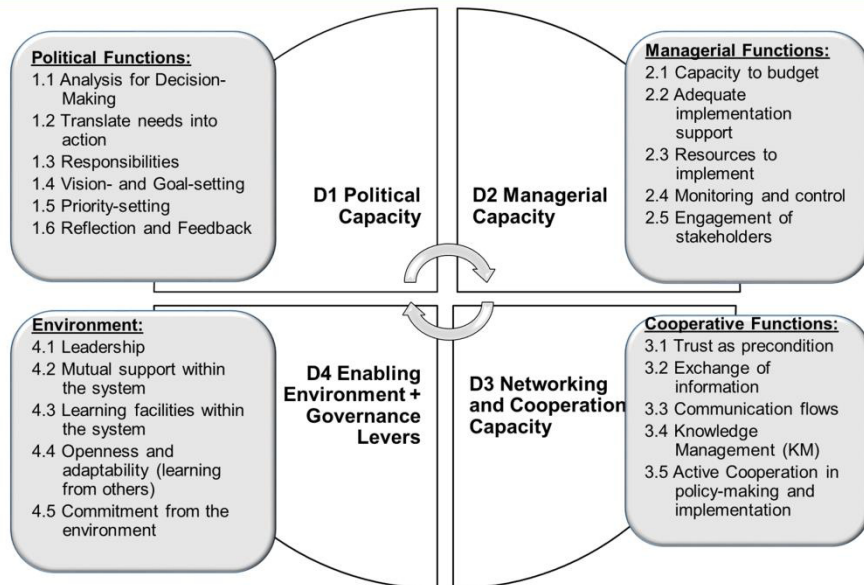 Political Functions:
1.1 Analysis for Decision-
Making
1.2 Translate needs into
action
1.3 Responsibilities
1.4 Vision- and Goal-setting
1.5 Priority-setting
1.6 Reflection and Feedback
D1 Political
Capacity
D2 Managerial
Capacity
Managerial Functions:
2.1 Capacity to budget
2.2 Adequate
implementation
support
2.3 Resources to
implement
2.4 Monitoring and control
2.5 Engagement of
stakeholders
Environment:
4.1 Leadership
4.2 Mutual support within
the system
4.3 Learning facilities within
the system
4.4 Openness and
adaptability (learning
from others)
4.5 Commitment from the
environment
D4 Enabling
Environment +
Governance
Levers
D3 Networking
and Cooperation
Capacity
Cooperative Functions:
3.1 Trust as precondition
3.2 Exchange of
information
3.3 Communication flows
3.4 Knowledge
Management (KM)
3.5 Active Cooperation in
policy-making and
implementation